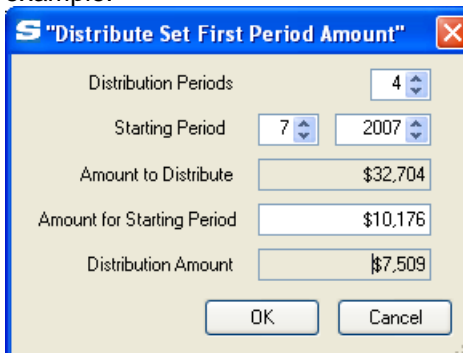 example:
S "Distribute Set First Period Amount"
Distribution Periods 4
Starting Period 7 2007
Amount to Distribute $32,704
Amount for Starting Period $10,176
Distribution Amount $7,509
OK Cancel